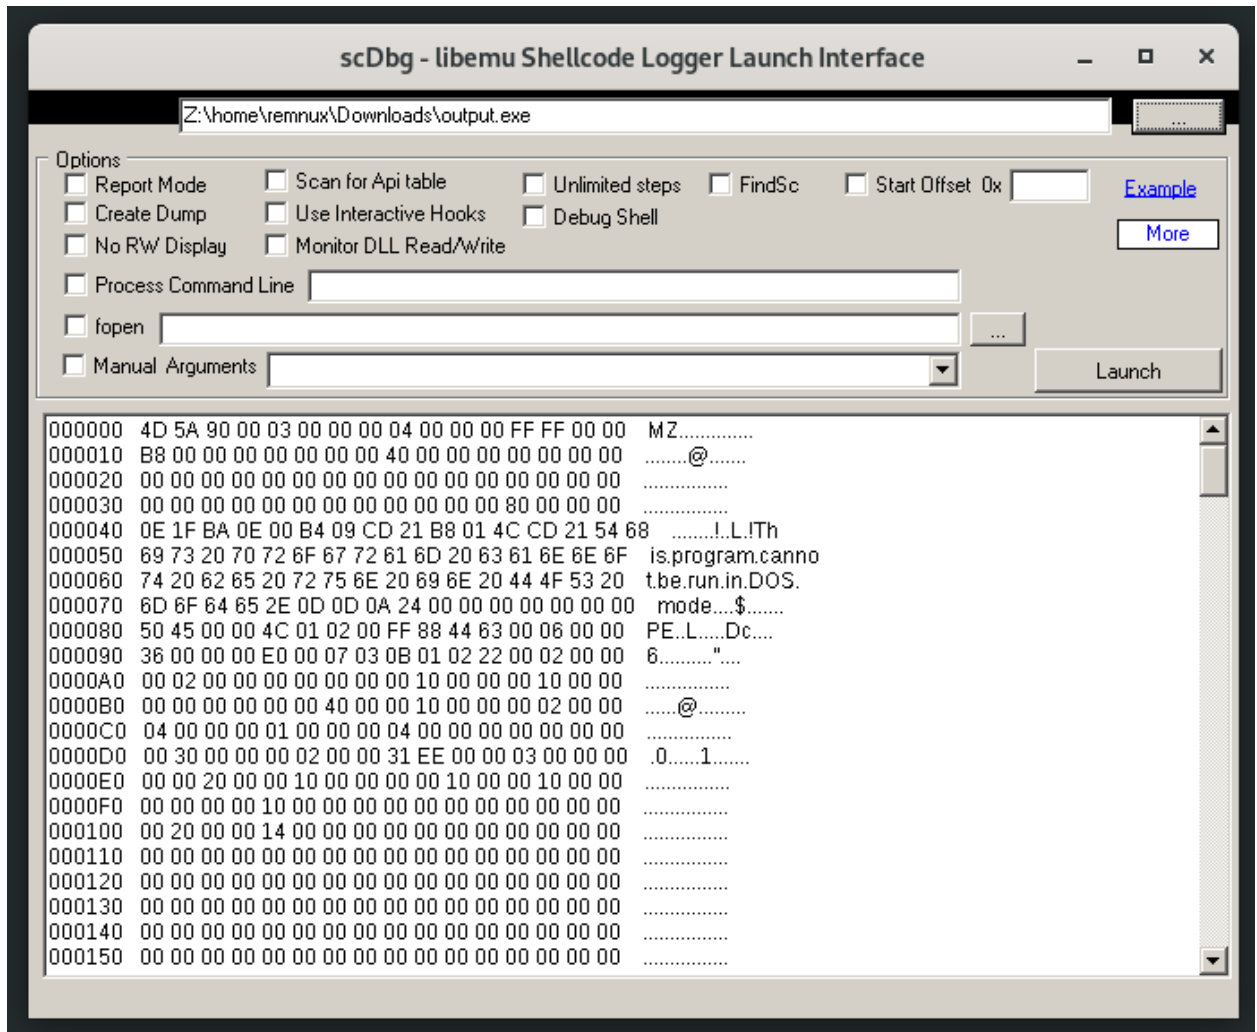 scDbg - libemu Shellcode Logger Launch Interface
Z:\home\remnux\Downloads\output.exe
...
Options
Report Mode
Scan for Api table
Unlimited steps
FindSc
Start Offset 0x
Example
Create Dump
Use Interactive Hooks
Debug Shell
More
No RW Display
Monitor DLL Read/Write
Process Command Line
fopen
...
Manual Arguments
Launch
000000 4D 5A 90 00 03 00 00 00 04 00 00 00 FF FF 00 00 MZ..............
000010 B8 00 00 00 00 00 00 00 40 00 00 00 00 00 00 00 ........@.......
000020 00 00 00 00 00 00 00 00 00 00 00 00 00 00 00 00 ................
000030 00 00 00 00 00 00 00 00 00 00 00 00 80 00 00 00 ................
000040 0E 1F BA 0E 00 B4 09 CD 21 B8 01 4C CD 21 54 68 ........!..L.!Th
000050 69 73 20 70 72 6F 67 72 61 6D 20 63 61 6E 6E 6F is.program.canno
000060 74 20 62 65 20 72 75 6E 20 69 6E 20 44 4F 53 20 t.be.run.in.DOS.
000070 6D 6F 64 65 2E 0D 0D 0A 24 00 00 00 00 00 00 00 mode....$.......
000080 50 45 00 00 4C 01 02 00 FF 88 44 63 00 06 00 00 PE..L.....Dc....
000090 36 00 00 00 E0 00 07 03 0B 01 02 22 00 02 00 00 6.........."....
0000A0 00 02 00 00 00 00 00 00 00 10 00 00 00 10 00 00 ................
0000B0 00 00 00 00 00 00 40 00 00 10 00 00 00 02 00 00 ......@.........
0000C0 04 00 00 00 01 00 00 00 04 00 00 00 00 00 00 00 ................
0000D0 00 30 00 00 00 02 00 00 31 EE 00 00 03 00 00 00 .0......1.......
0000E0 00 00 20 00 00 10 00 00 00 00 10 00 00 10 00 00 ................
0000F0 00 00 00 00 10 00 00 00 00 00 00 00 00 00 00 00 ................
000100 00 20 00 00 14 00 00 00 00 00 00 00 00 00 00 00 ................
000110 00 00 00 00 00 00 00 00 00 00 00 00 00 00 00 00 ................
000120 00 00 00 00 00 00 00 00 00 00 00 00 00 00 00 00 ................
000130 00 00 00 00 00 00 00 00 00 00 00 00 00 00 00 00 ................
000140 00 00 00 00 00 00 00 00 00 00 00 00 00 00 00 00 ................
000150 00 00 00 00 00 00 00 00 00 00 00 00 00 00 00 00 ................